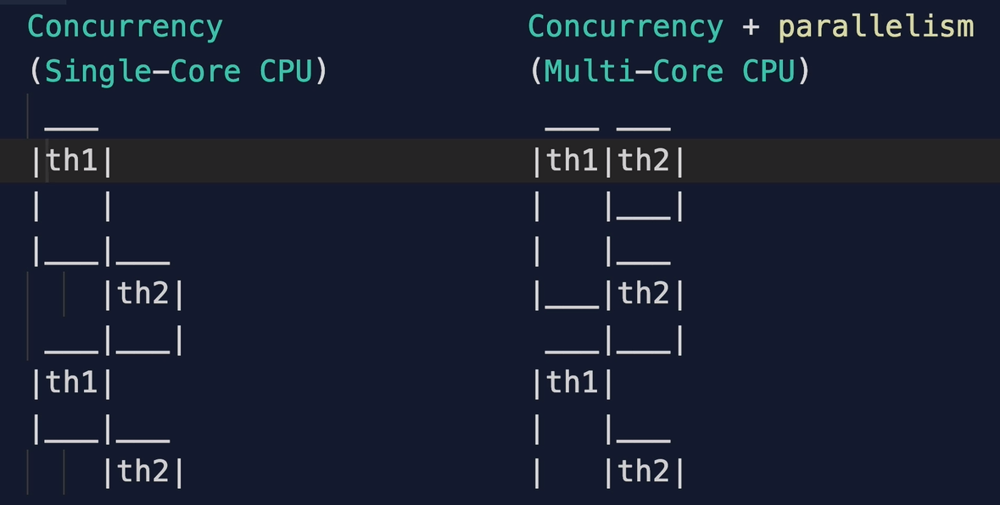 Concurrency                 Concurrency + parallelism
(Single-Core CPU)           (Multi-Core CPU)
 ___                         ___ ___
|th1|                       |th1|th2|
|   |                       |   |___|
|___|___                    |   |___
    |th2|                   |___|th2|
 ___|___|                    ___|___|
|th1|                       |th1|
|___|___                    |   |___
    |th2|                   |   |th2|